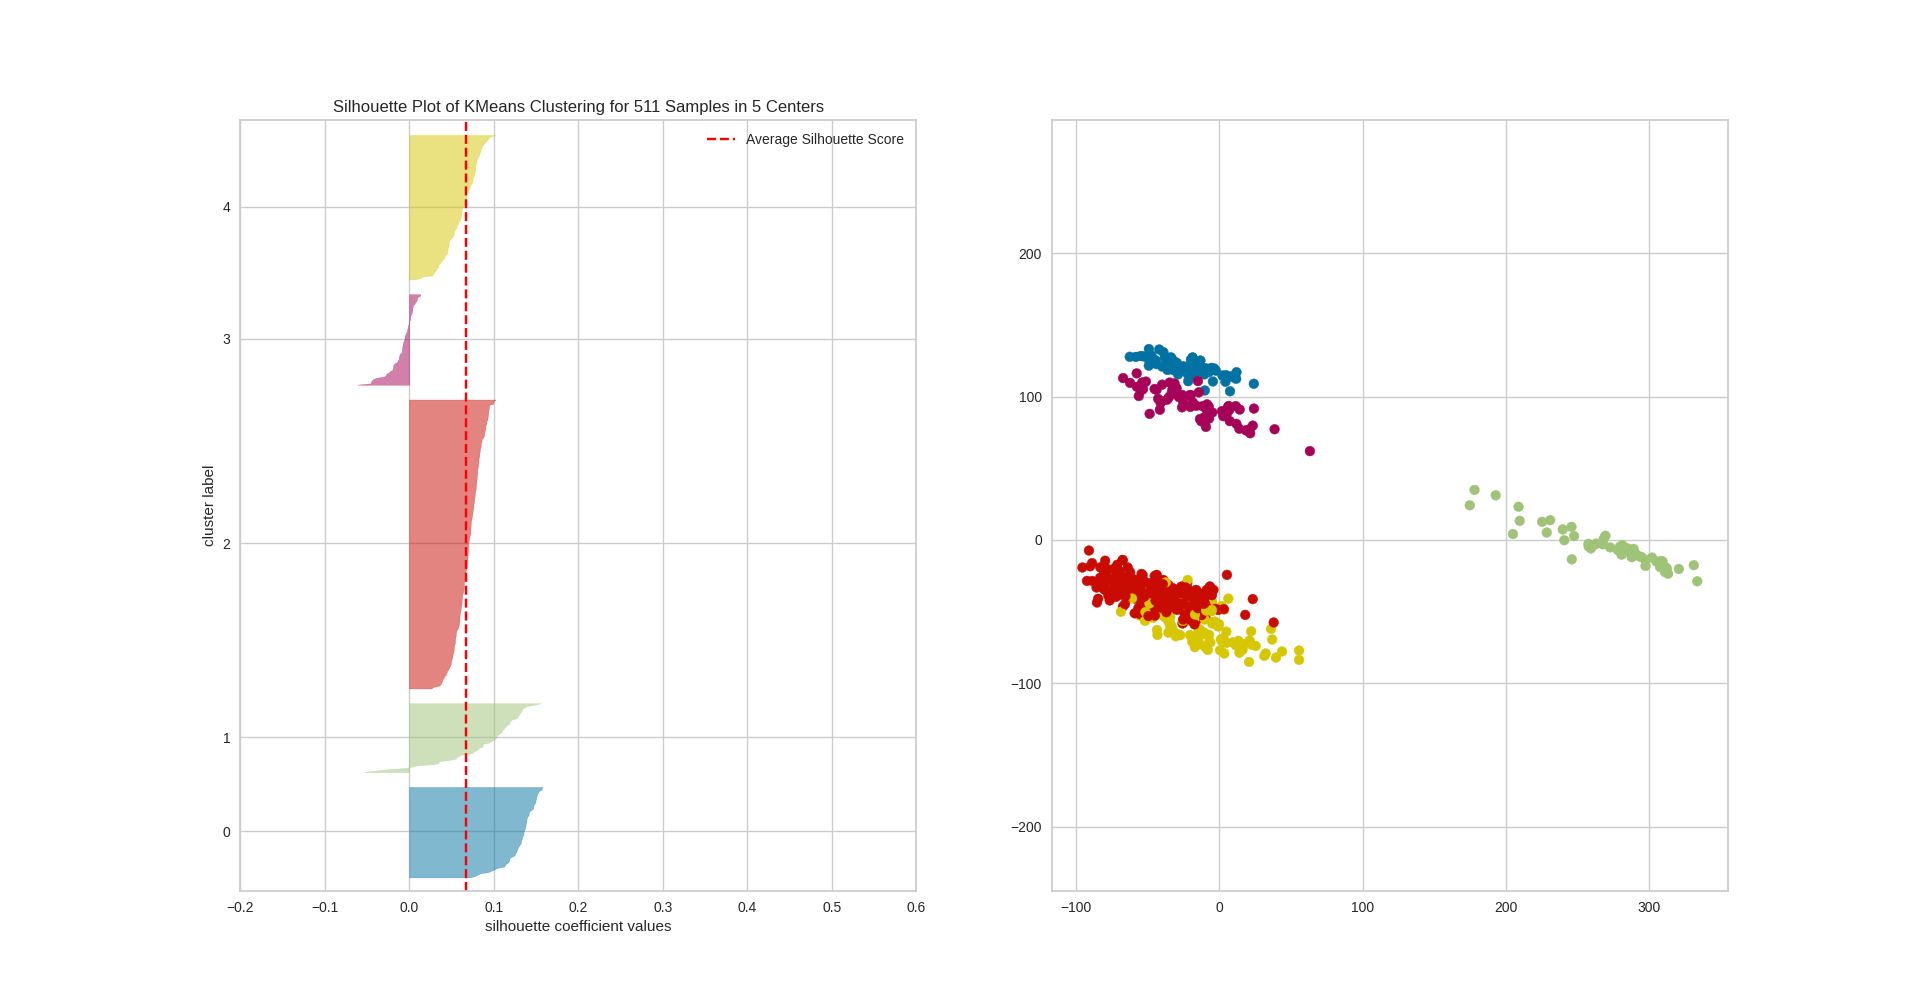 Silhouette Plot of KMeans Clustering for 511 Samples in 5 Centers
Average Silhouette Score
cluster label
4
3
2
1
0
−0.2 −0.1 0.0 0.1 0.2 0.3 0.4 0.5 0.6
silhouette coefficient values
200
100
0
−100
−200
−100 0 100 200 300